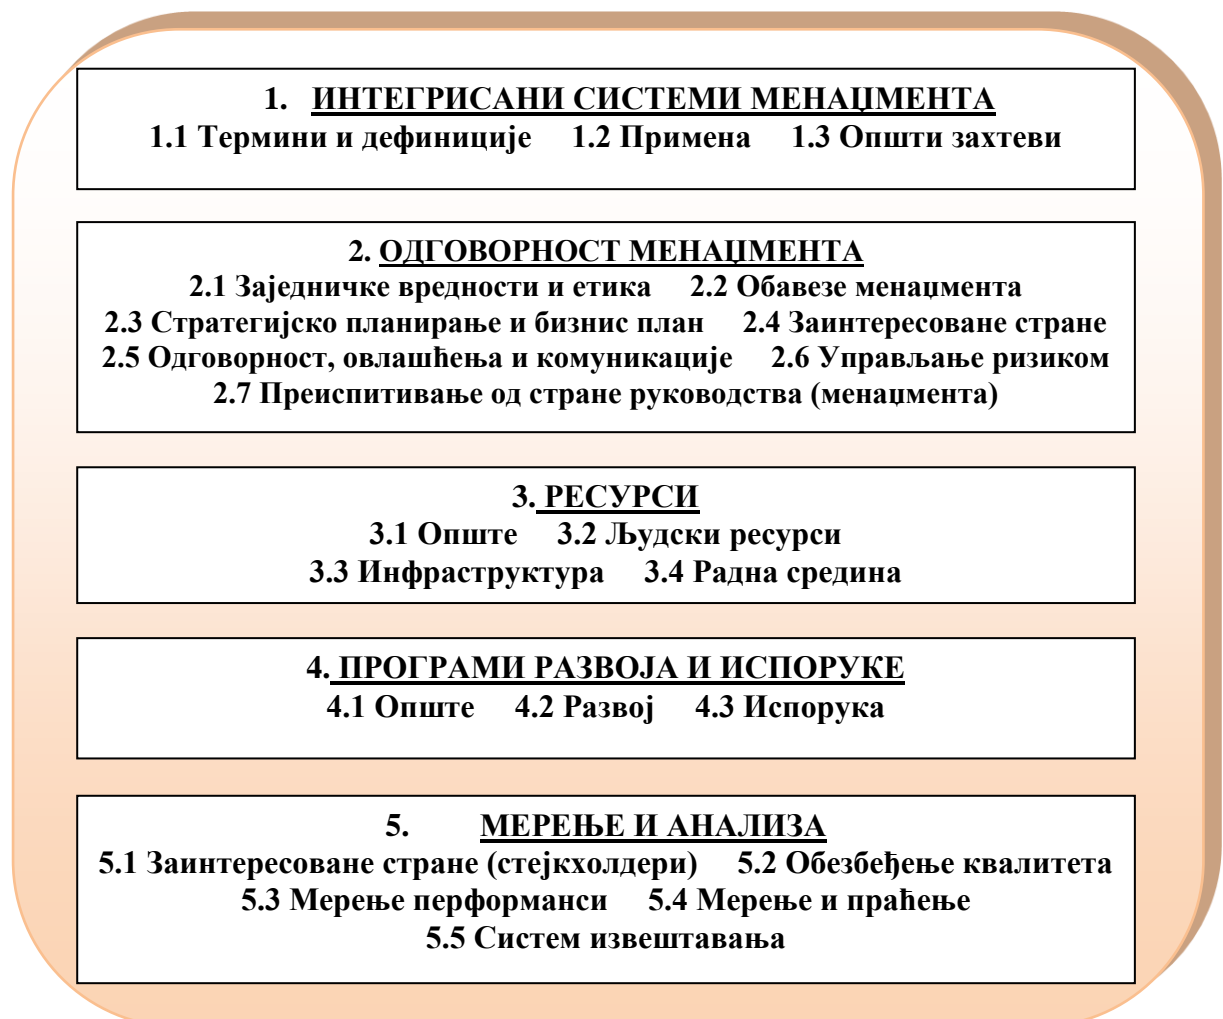 1. ИНТЕГРИСАНИ СИСТЕМИ МЕНАЏМЕНТА
1.1 Термини и дефиниције 1.2 Примена 1.3 Општи захтеви
2. ОДГОВОРНОСТ МЕНАЏМЕНТА
2.1 Заједничке вредности и етика 2.2 Обавезе менаџмента
2.3 Стратегијско планирање и бизнис план 2.4 Заинтересоване стране
2.5 Одговорност, овлашћења и комуникације 2.6 Управљање ризиком
2.7 Преиспитивање од стране руководства (менаџмента)
3. РЕСУРСИ
3.1 Опште 3.2 Људски ресурси
3.3 Инфраструктура 3.4 Радна средина
4. ПРОГРАМИ РАЗВОЈА И ИСПОРУКЕ
4.1 Опште 4.2 Развој 4.3 Испорука
5. МЕРЕЊЕ И АНАЛИЗА
5.1 Заинтересоване стране (стејкхолдери) 5.2 Обезбеђење квалитета
5.3 Мерење перформанси 5.4 Мерење и праћење
5.5 Систем извештавања